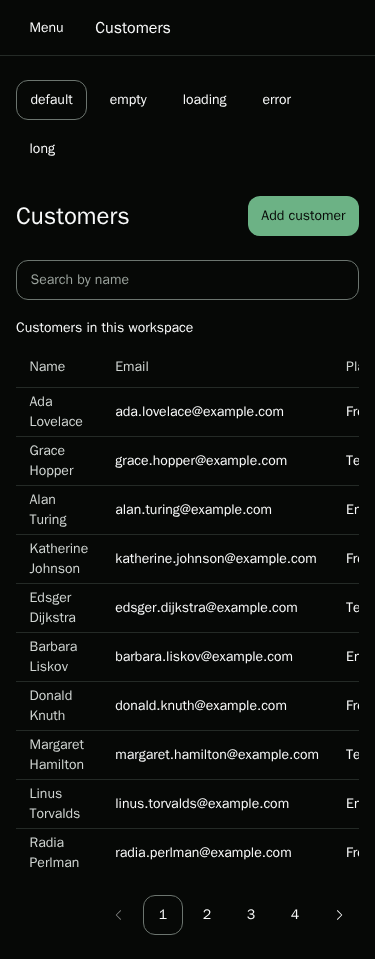 Menu Customers
default empty loading error
long
Customers Add customer
Search by name
Customers in this workspace
Name Email
Ada
Lovelace ada.lovelace@example.com
Grace
Hopper grace.hopper@example.com
Alan
Turing alan.turing@example.com
Katherine
Johnson katherine.johnson@example.com
Edsger
Dijkstra edsger.dijkstra@example.com
Barbara
Liskov barbara.liskov@example.com
Donald
Knuth donald.knuth@example.com
Margaret
Hamilton margaret.hamilton@example.com
Linus
Torvalds linus.torvalds@example.com
Radia
Perlman radia.perlman@example.com
1 2 3 4